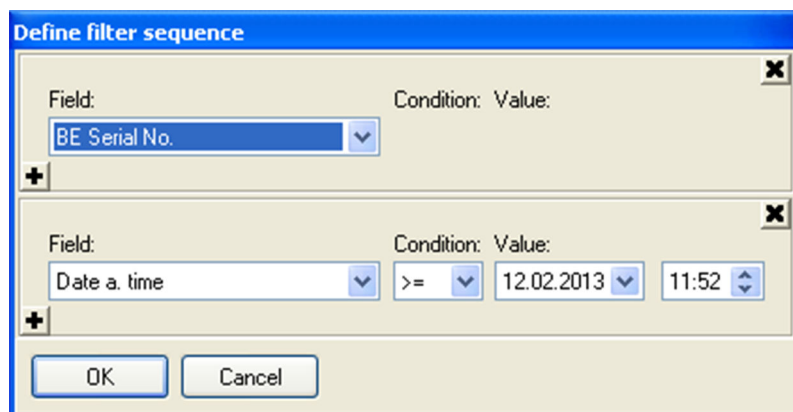 Define filter sequence
Field: Condition: Value:
BE Serial No.
Field: Condition: Value:
Date a. time >= 12.02.2013 11:52
OK Cancel